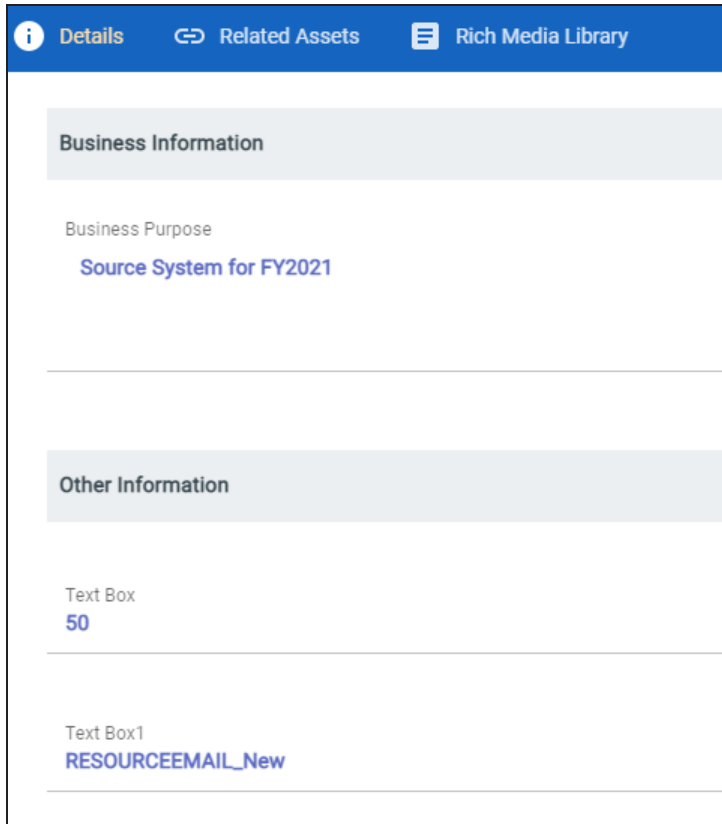 Details Related Assets Rich Media Library
Business Information
Business Purpose
Source System for FY2021
Other Information
Text Box
50
Text Box1
RESOURCEEMAIL_New